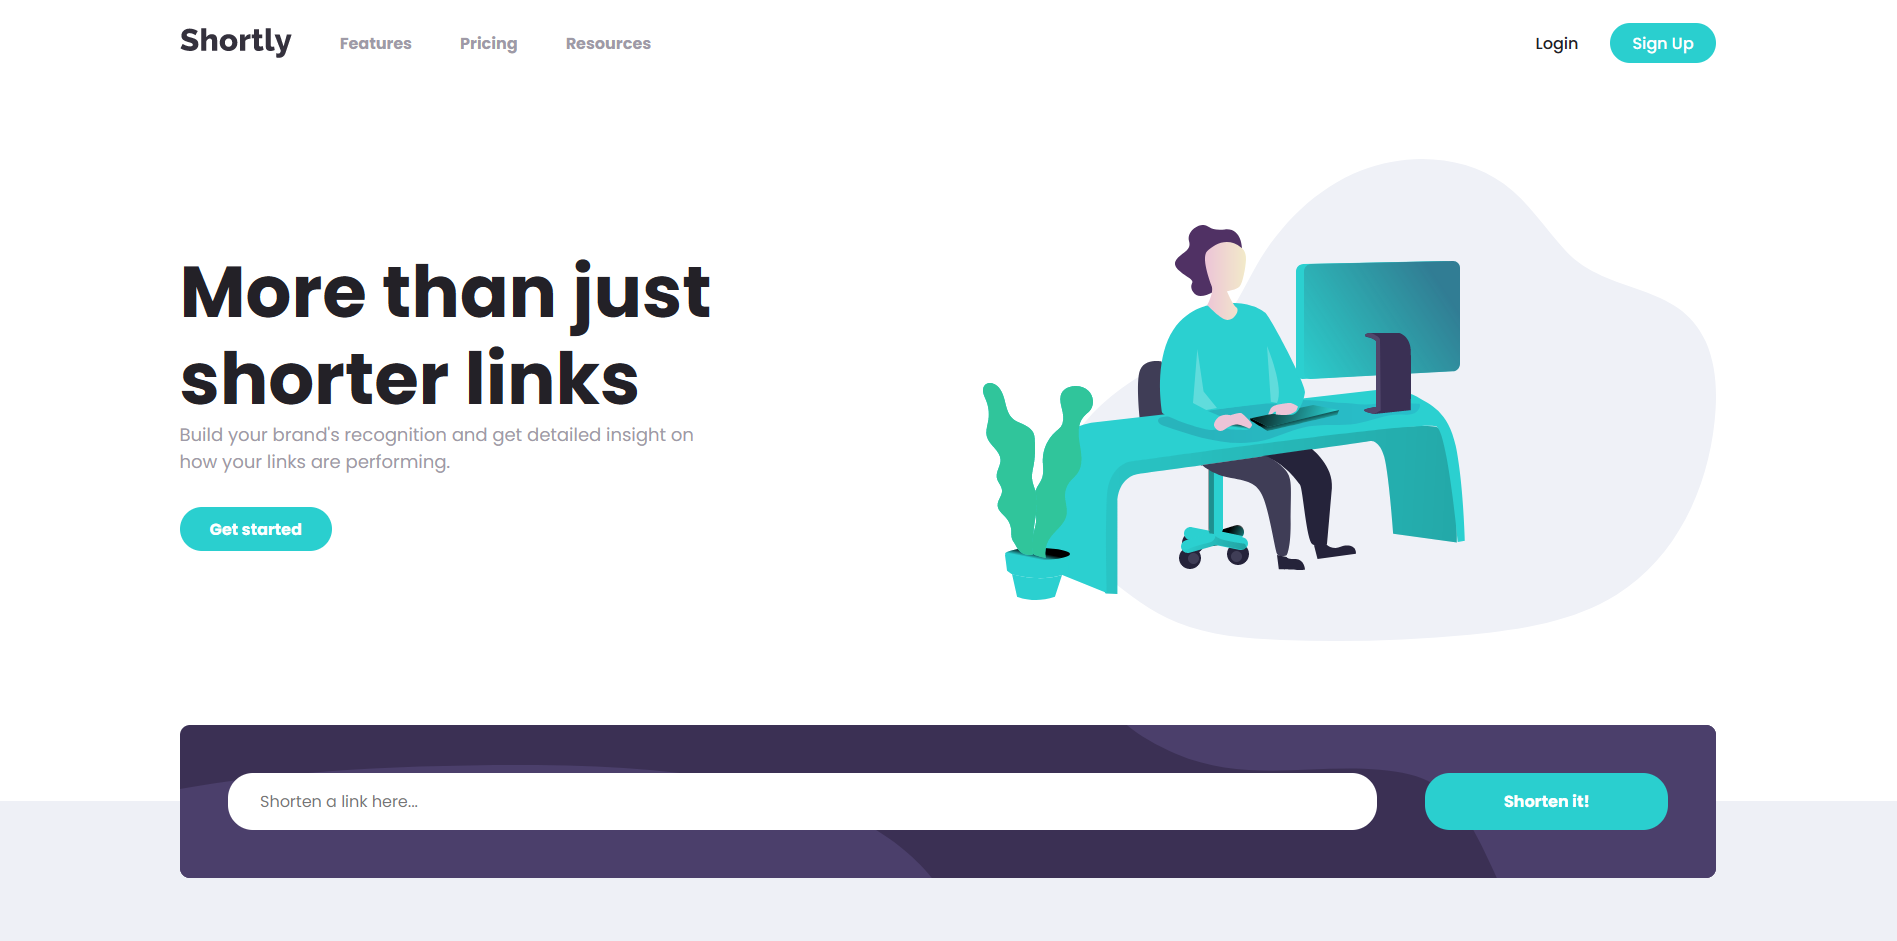 Shortly Features Pricing Resources Login Sign Up
More than just
shorter links
Build your brand's recognition and get detailed insight on
how your links are performing.
Get started
Shorten a link here... Shorten it!